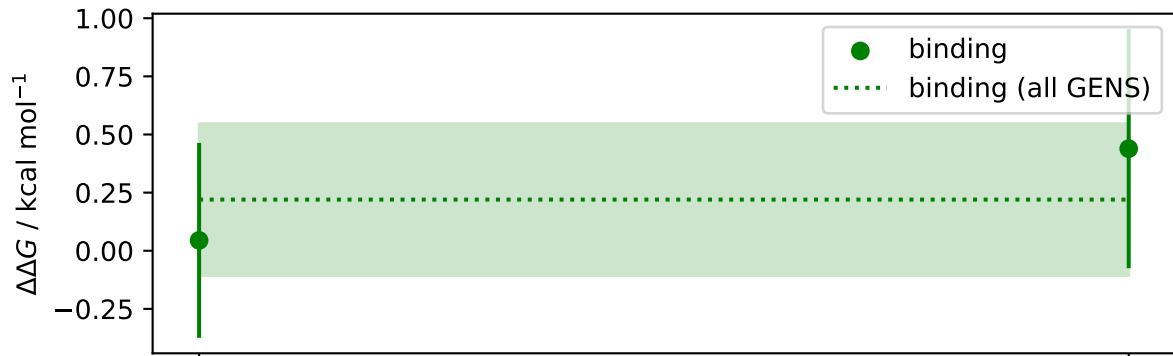 1.00
0.75
0.50
0.25
0.00
−0.25
ΔΔG / kcal mol⁻¹
binding
binding (all GENS)